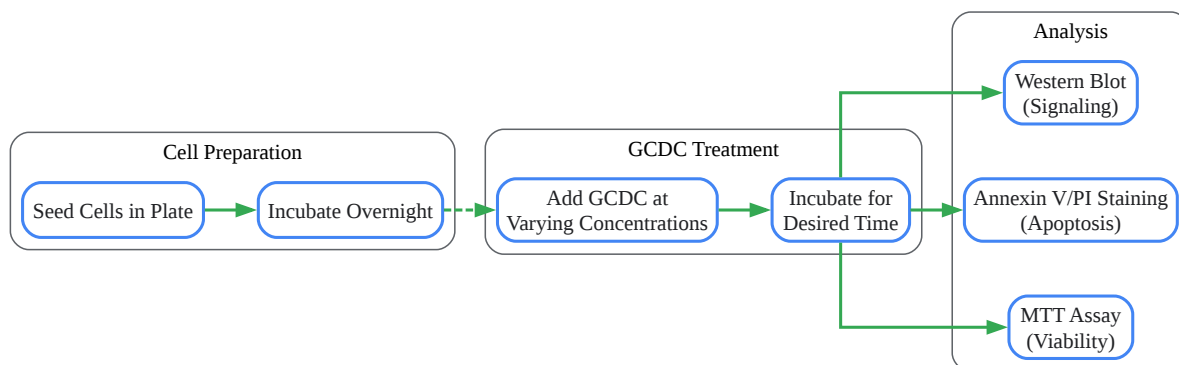 Cell Preparation
Seed Cells in Plate
Incubate Overnight
GCDC Treatment
Add GCDC at
Varying Concentrations
Incubate for
Desired Time
Analysis
Western Blot
(Signaling)
Annexin V/PI Staining
(Apoptosis)
MTT Assay
(Viability)